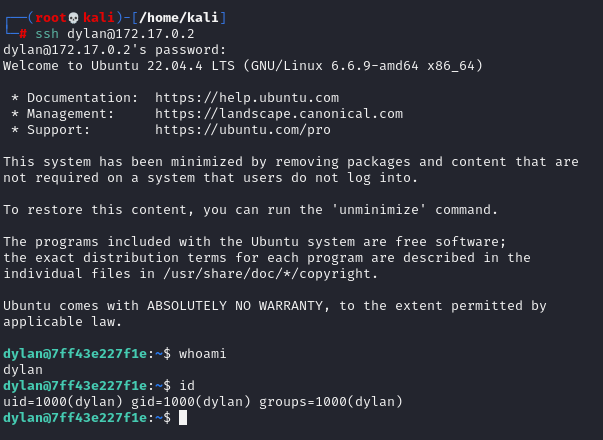 ┌──(root💀kali)-[/home/kali]
└─# ssh dylan@172.17.0.2
dylan@172.17.0.2's password:
Welcome to Ubuntu 22.04.4 LTS (GNU/Linux 6.6.9-amd64 x86_64)
* Documentation:  https://help.ubuntu.com
* Management:     https://landscape.canonical.com
* Support:        https://ubuntu.com/pro
This system has been minimized by removing packages and content that are
not required on a system that users do not log into.
To restore this content, you can run the 'unminimize' command.
The programs included with the Ubuntu system are free software;
the exact distribution terms for each program are described in the
individual files in /usr/share/doc/*/copyright.
Ubuntu comes with ABSOLUTELY NO WARRANTY, to the extent permitted by
applicable law.
dylan@7ff43e227f1e:~$ whoami
dylan
dylan@7ff43e227f1e:~$ id
uid=1000(dylan) gid=1000(dylan) groups=1000(dylan)
dylan@7ff43e227f1e:~$